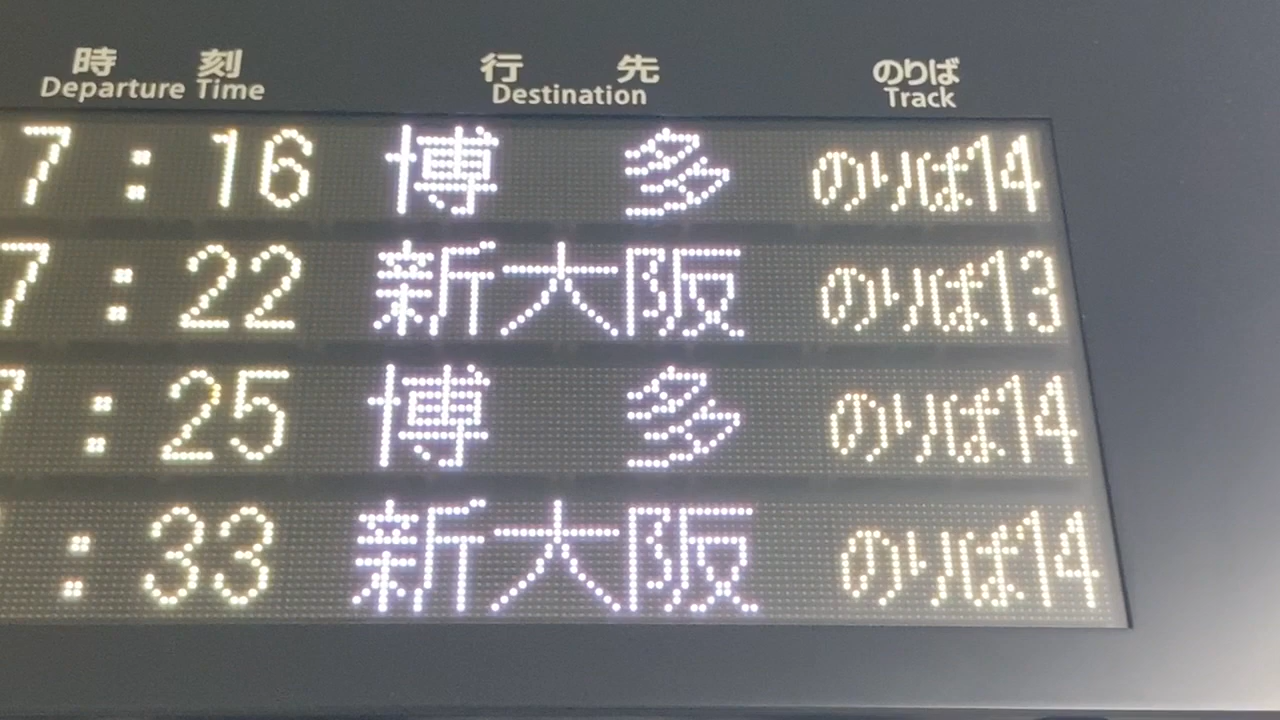 時刻 行先 のりば
Departure Time Destination Track
7:16 博多 のりば14
7:22 新大阪 のりば13
7:25 博多 のりば14
:33 新大阪 のりば14